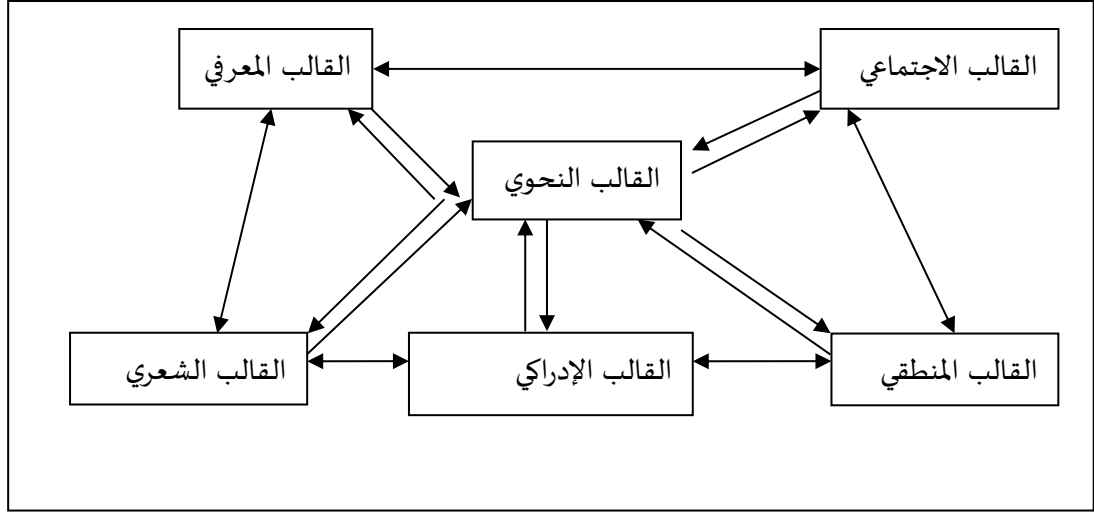 القالب الاجتماعي
القالب المعرفي
القالب النحوي
القالب المنطقي
القالب الإدراكي
القالب الشعري